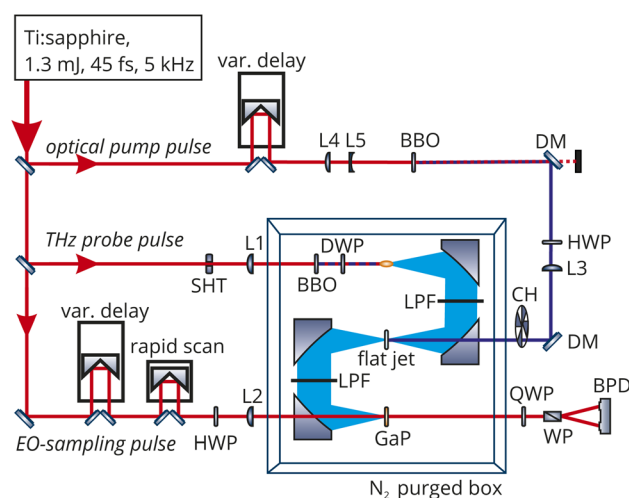 Ti:sapphire,
1.3 mJ, 45 fs, 5 kHz
var. delay
optical pump pulse
L4 L5
BBO
DM
THz probe pulse
SHT
L1
BBO
DWP
LPF
HWP
L3
CH
DM
var. delay
rapid scan
flat jet
LPF
EO-sampling pulse
HWP
L2
GaP
QWP
WP
BPD
N₂ purged box